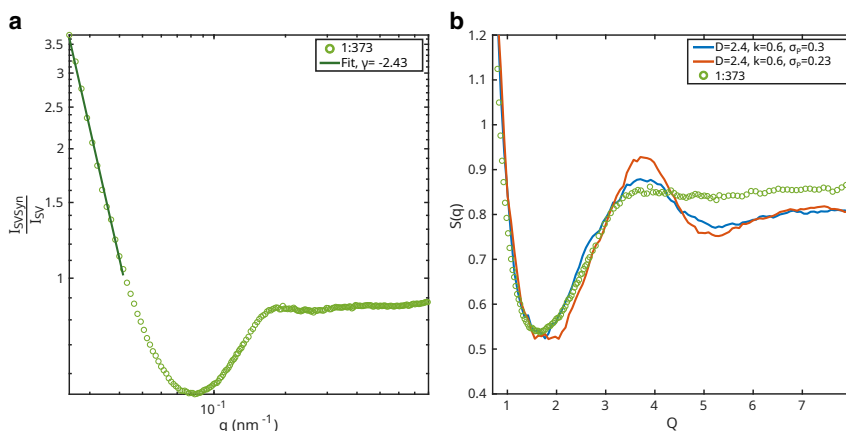 a
3.5
3
2.5
2
1.5
1
I_SVSyn
I_SV
10^-1
q (nm^-1)
1:373
Fit, γ= -2.43
b
1.2
1.1
1
0.9
0.8
0.7
0.6
0.5
0.4
S(q)
1 2 3 4 5 6 7
Q
D=2.4, k=0.6, σ_P=0.3
D=2.4, k=0.6, σ_P=0.23
1:373